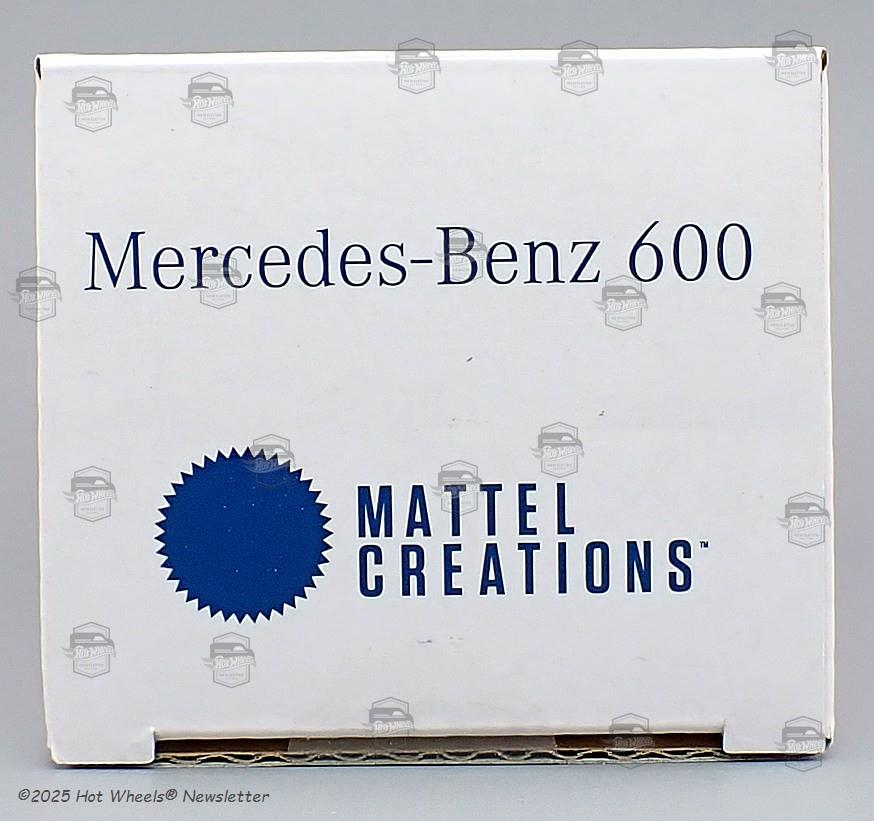 Mercedes-Benz 600
MATTEL
CREATIONS™
©2025 Hot Wheels® Newsletter